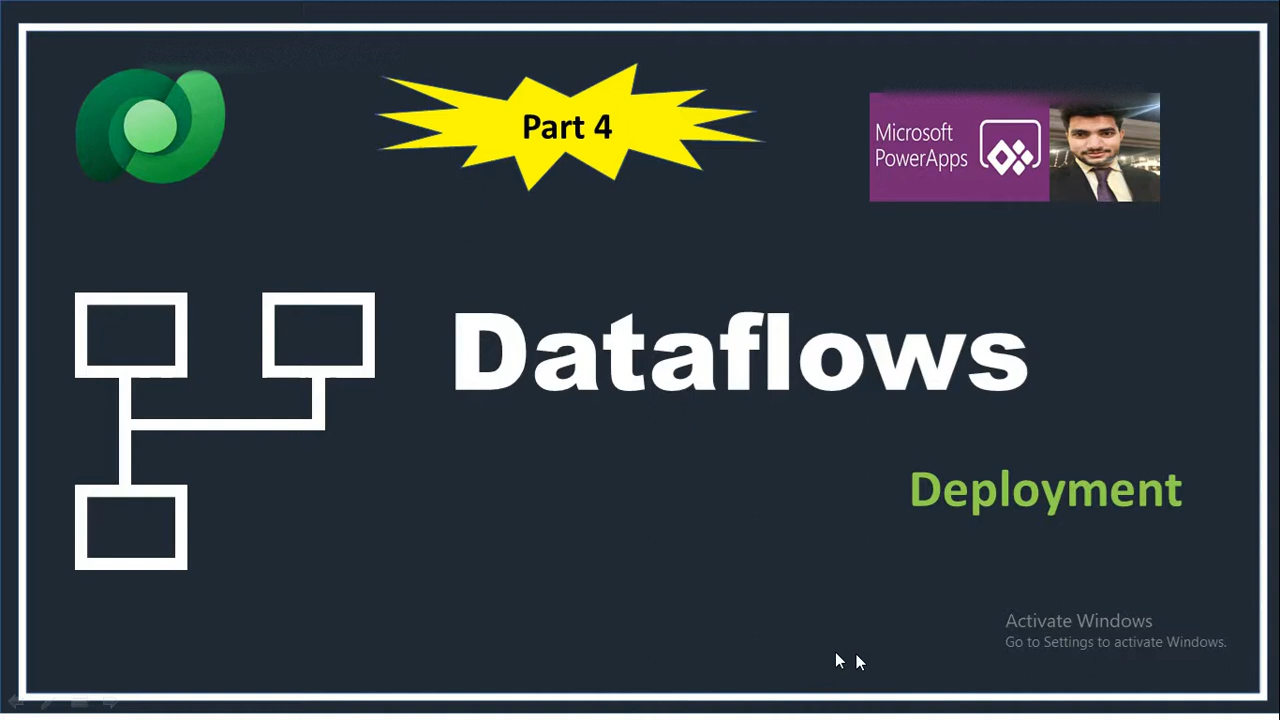 Part 4
Microsoft
PowerApps
Dataflows
Deployment
Activate Windows
Go to Settings to activate Windows.